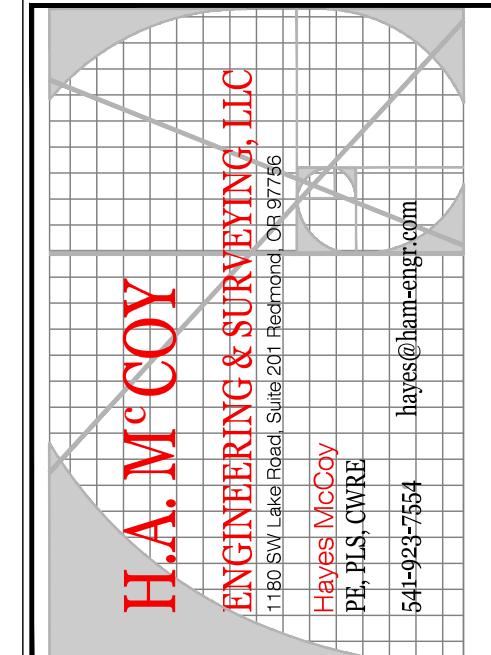 H.A. McCOY
ENGINEERING & SURVEYING, LLC
1180 SW Lake Road, Suite 201 Redmond, OR 97756
Hayes McCoy
PE, PLS, CWRE
541-923-7554 hayes@ham-engr.com